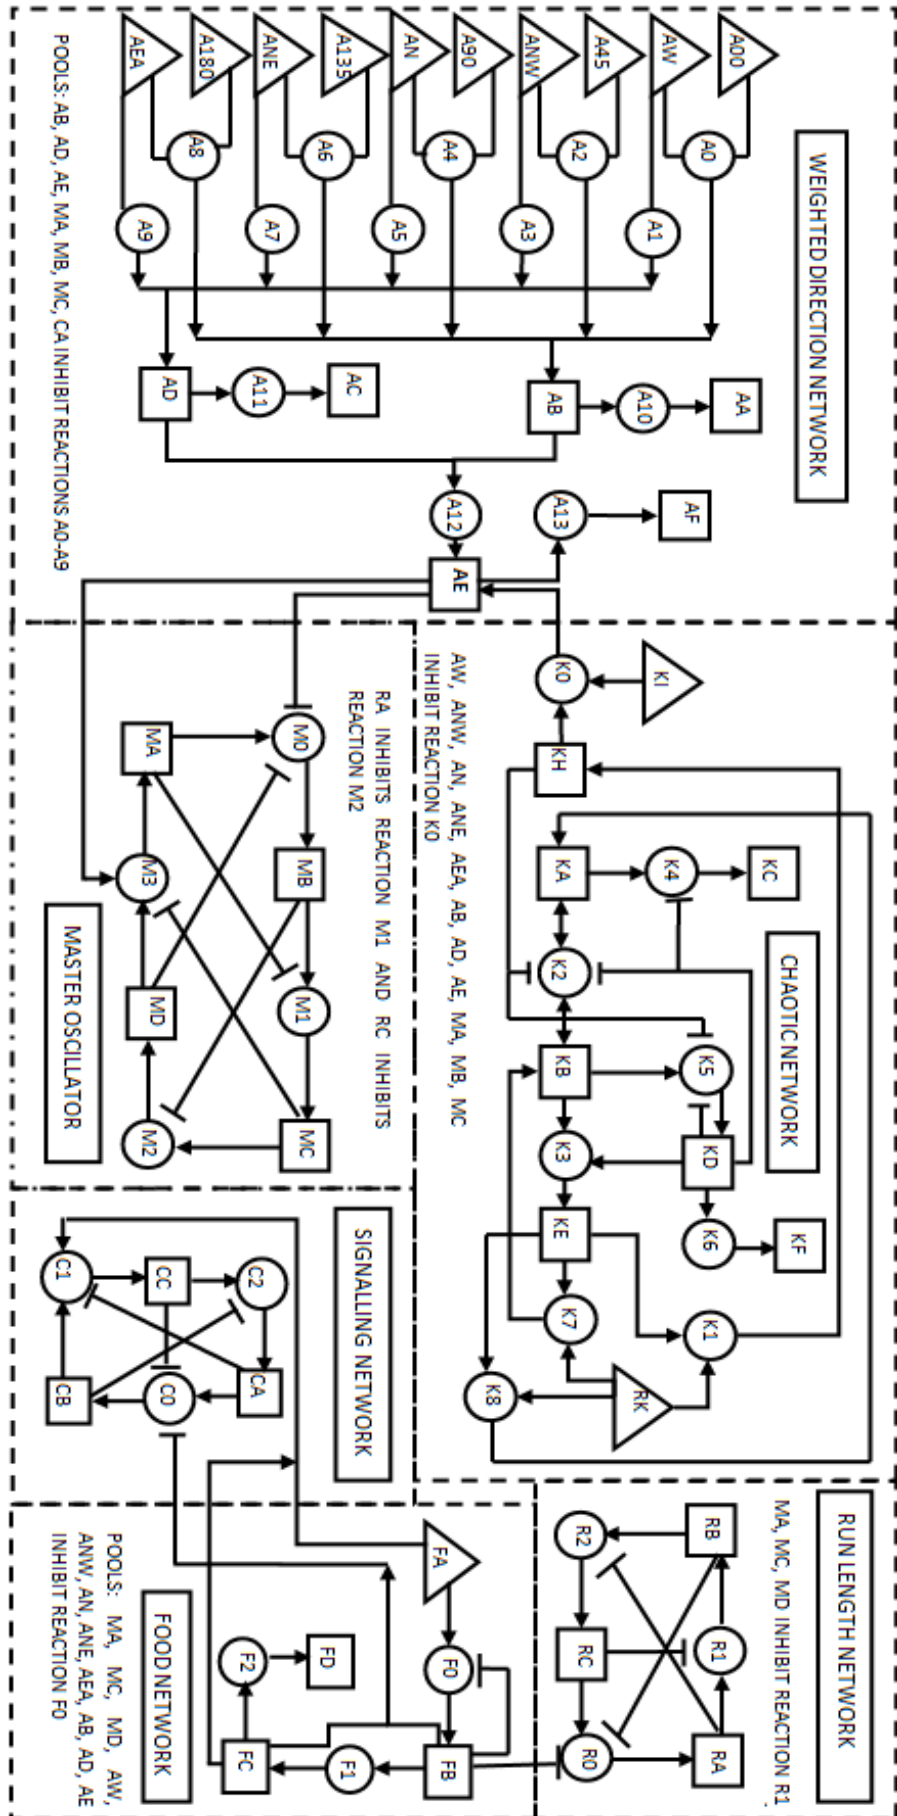 WEIGHTED DIRECTION NETWORK
A00
AW
A45
ANW
A90
AN
A135
ANE
A180
AEA
A0
A2
A4
A6
A8
A1
A3
A5
A7
A9
AA
A10
AB
AC
A11
AD
AF
A13
A12
AE
POOLS: AB, AD, AE, MA, MB, MC, CA INHIBIT REACTIONS A0-A9
CHAOTIC NETWORK
KI
K0
KH
KC
K4
KA
K2
K5
KB
KD
K3
KF
K6
KE
K1
K7
RK
K8
AW, ANW, AN, ANE, AEA, AB, AD, AE, MA, MB, MC
INHIBIT REACTION K0
RA INHIBITS REACTION M1 AND RC INHIBITS
REACTION M2
M0
MA
MB
M3
M1
MD
MC
M2
MASTER OSCILLATOR
SIGNALLING NETWORK
C2
CC
C1
CA
C0
CB
RUN LENGTH NETWORK
MA, MC, MD INHIBIT REACTION R1
RB
R2
R1
RC
RA
R0
FA
F0
FD
F2
FB
F1
FC
FOOD NETWORK
POOLS: MA, MC, MD, AW,
ANW, AN, ANE, AEA, AB, AD, AE
INHIBIT REACTION F0